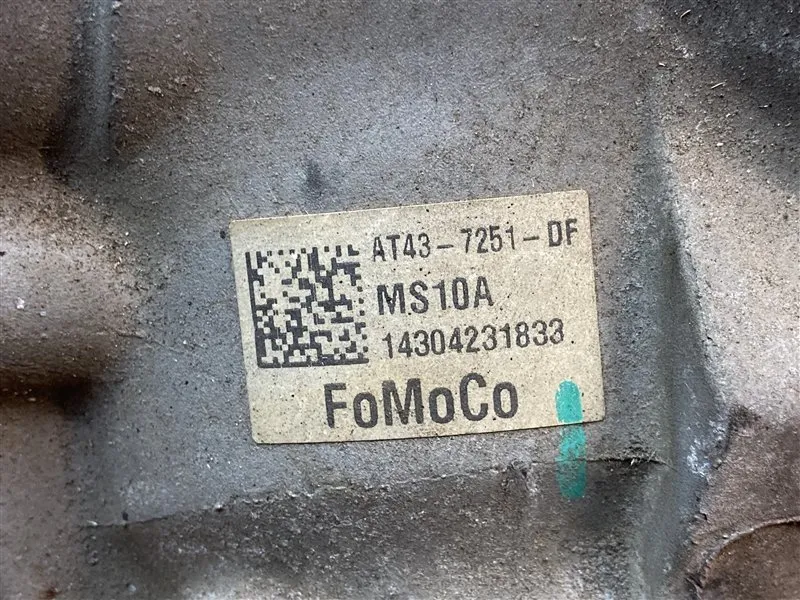 AT43-7251-DF
MS10A
14304231833
FoMoCo